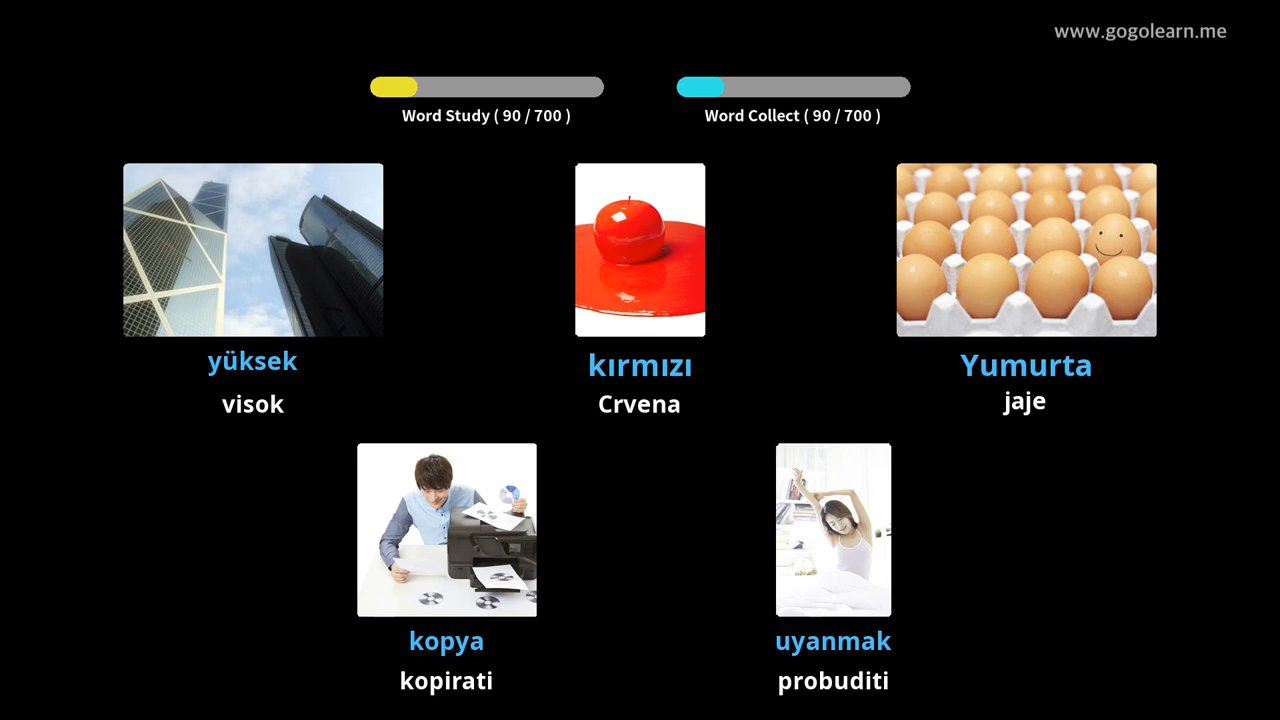 www.gogolearn.me
Word Study ( 90 / 700 )
Word Collect ( 90 / 700 )
yüksek
kırmızı
Yumurta
visok
Crvena
jaje
kopya
uyanmak
kopirati
probuditi